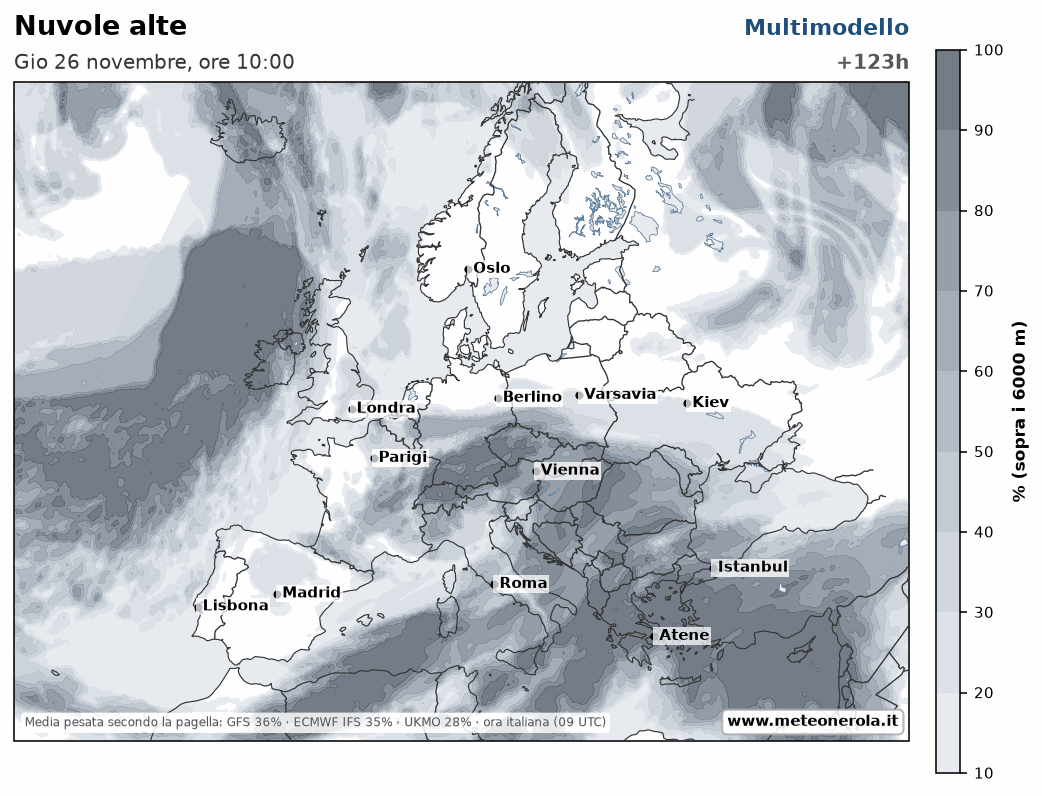 Nuvole alte
Multimodello
Gio 26 novembre, ore 10:00
+123h
Oslo
Londra
Berlino
Varsavia
Kiev
Parigi
Vienna
Roma
Istanbul
Madrid
Lisbona
Atene
Media pesata secondo la pagella: GFS 36% · ECMWF IFS 35% · UKMO 28% · ora italiana (09 UTC)
www.meteonerola.it
100
90
80
70
60
50
40
30
20
10
% (sopra i 6000 m)